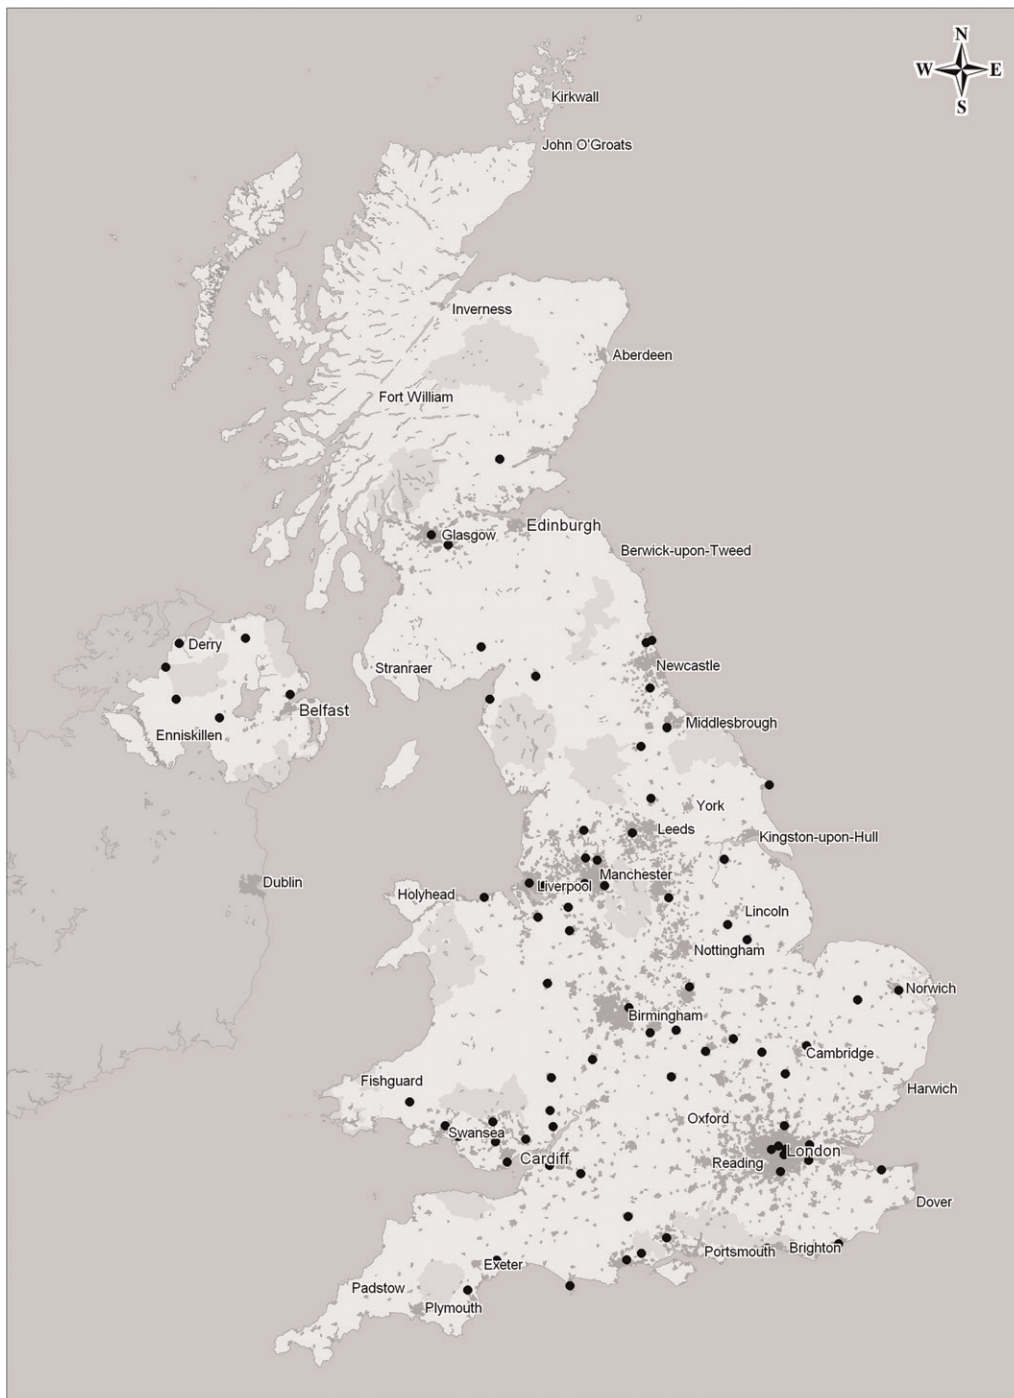 N
W E
S
Kirkwall
John O'Groats
Inverness
Aberdeen
Fort William
Glasgow
Edinburgh
Berwick-upon-Tweed
Derry
Stranraer
Newcastle
Belfast
Enniskillen
Middlesbrough
York
Leeds
Kingston-upon-Hull
Manchester
Dublin
Liverpool
Holyhead
Lincoln
Nottingham
Norwich
Birmingham
Cambridge
Fishguard
Harwich
Oxford
Swansea
London
Cardiff
Reading
Dover
Brighton
Portsmouth
Exeter
Padstow
Plymouth